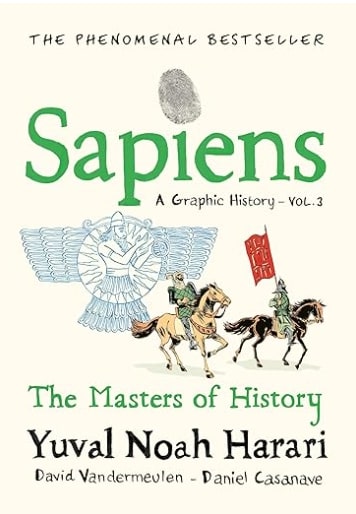 THE PHENOMENAL BESTSELLER
Sapiens
A Graphic History – VOL.3
The Masters of History
Yuval Noah Harari
David Vandermeulen – Daniel Casanave